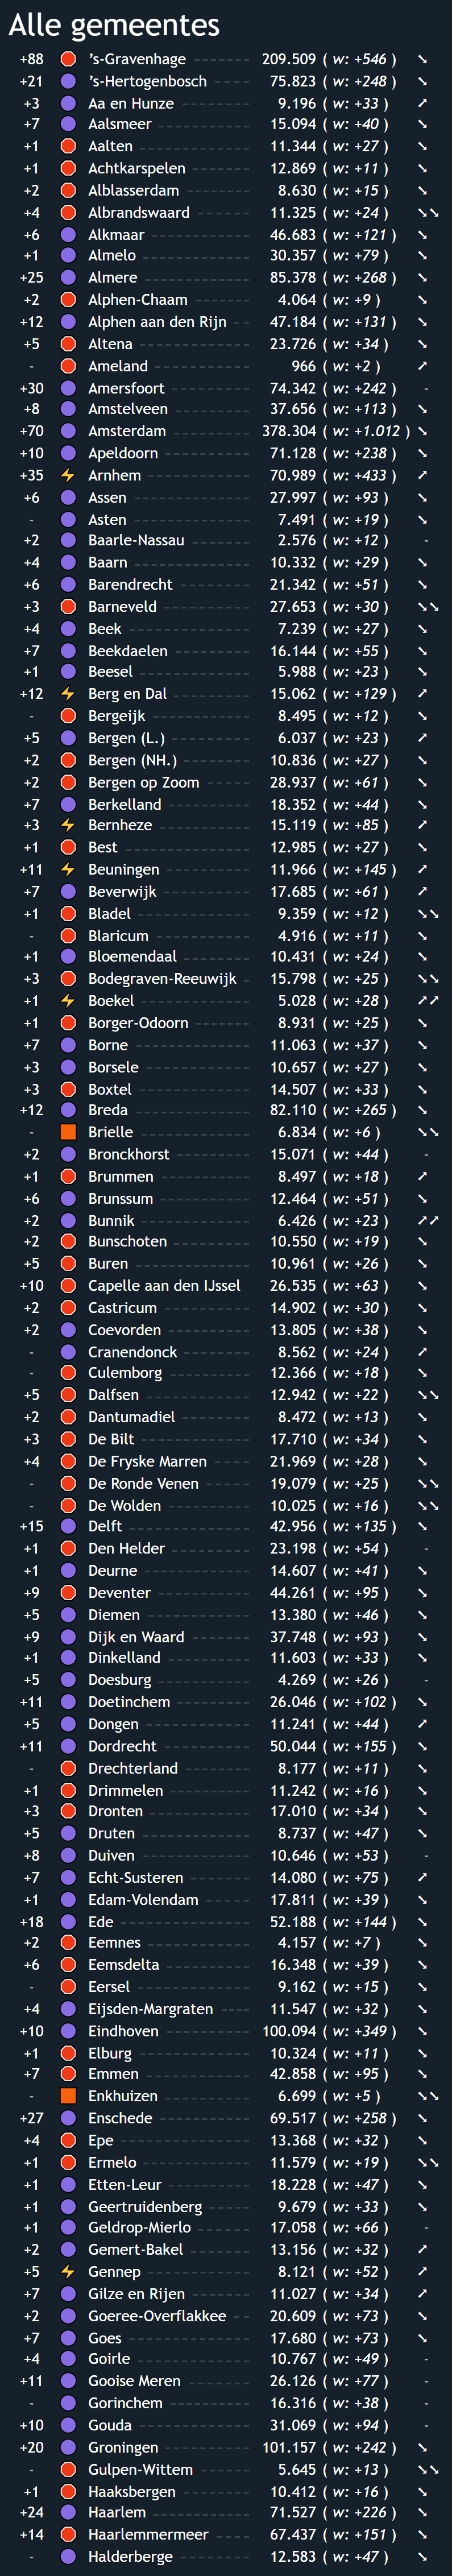 Alle gemeentes
+88 's-Gravenhage 209.509 ( w: +546 )
+21 's-Hertogenbosch 75.823 ( w: +248 )
+3 Aa en Hunze 9.196 ( w: +33 )
+7 Aalsmeer 15.094 ( w: +40 )
+1 Aalten 11.344 ( w: +27 )
+1 Achtkarspelen 12.869 ( w: +11 )
+2 Alblasserdam 8.630 ( w: +15 )
+4 Albrandswaard 11.325 ( w: +24 )
+6 Alkmaar 46.683 ( w: +121 )
+1 Almelo 30.357 ( w: +79 )
+25 Almere 85.378 ( w: +268 )
+2 Alphen-Chaam 4.064 ( w: +9 )
+12 Alphen aan den Rijn 47.184 ( w: +131 )
+5 Altena 23.726 ( w: +34 )
- Ameland 966 ( w: +2 )
+30 Amersfoort 74.342 ( w: +242 ) -
+8 Amstelveen 37.656 ( w: +113 )
+70 Amsterdam 378.304 ( w: +1.012 )
+10 Apeldoorn 71.128 ( w: +238 )
+35 Arnhem 70.989 ( w: +433 )
+6 Assen 27.997 ( w: +93 )
- Asten 7.491 ( w: +19 )
+2 Baarle-Nassau 2.576 ( w: +12 ) -
+4 Baarn 10.332 ( w: +29 )
+6 Barendrecht 21.342 ( w: +51 )
+3 Barneveld 27.653 ( w: +30 )
+4 Beek 7.239 ( w: +27 )
+7 Beekdaelen 16.144 ( w: +55 )
+1 Beesel 5.988 ( w: +23 )
+12 Berg en Dal 15.062 ( w: +129 )
- Bergeijk 8.495 ( w: +12 )
+5 Bergen (L.) 6.037 ( w: +23 )
+2 Bergen (NH.) 10.836 ( w: +27 )
+2 Bergen op Zoom 28.937 ( w: +61 )
+7 Berkelland 18.352 ( w: +44 )
+3 Bernheze 15.119 ( w: +85 )
+1 Best 12.985 ( w: +27 )
+11 Beuningen 11.966 ( w: +145 )
+7 Beverwijk 17.685 ( w: +61 )
+1 Bladel 9.359 ( w: +12 )
- Blaricum 4.916 ( w: +11 )
+1 Bloemendaal 10.431 ( w: +24 )
+3 Bodegraven-Reeuwijk 15.798 ( w: +25 )
+1 Boekel 5.028 ( w: +28 )
+1 Borger-Odoorn 8.931 ( w: +25 )
+7 Borne 11.063 ( w: +37 )
+3 Borsele 10.657 ( w: +27 )
+3 Boxtel 14.507 ( w: +33 )
+12 Breda 82.110 ( w: +265 )
- Brielle 6.834 ( w: +6 )
+2 Bronckhorst 15.071 ( w: +44 ) -
+1 Brummen 8.497 ( w: +18 )
+6 Brunssum 12.464 ( w: +51 )
+2 Bunnik 6.426 ( w: +23 )
+2 Bunschoten 10.550 ( w: +19 )
+5 Buren 10.961 ( w: +26 )
+10 Capelle aan den IJssel 26.535 ( w: +63 )
+2 Castricum 14.902 ( w: +30 )
+2 Coevorden 13.805 ( w: +38 )
- Cranendonck 8.562 ( w: +24 )
- Culemborg 12.366 ( w: +18 )
+5 Dalfsen 12.942 ( w: +22 )
+2 Dantumadiel 8.472 ( w: +13 )
+3 De Bilt 17.710 ( w: +34 )
+4 De Fryske Marren 21.969 ( w: +28 )
- De Ronde Venen 19.079 ( w: +25 )
- De Wolden 10.025 ( w: +16 )
+15 Delft 42.956 ( w: +135 )
+1 Den Helder 23.198 ( w: +54 ) -
+1 Deurne 14.607 ( w: +41 )
+9 Deventer 44.261 ( w: +95 )
+5 Diemen 13.380 ( w: +46 )
+9 Dijk en Waard 37.748 ( w: +93 )
+1 Dinkelland 11.603 ( w: +33 )
+5 Doesburg 4.269 ( w: +26 ) -
+11 Doetinchem 26.046 ( w: +102 )
+5 Dongen 11.241 ( w: +44 )
+11 Dordrecht 50.044 ( w: +155 )
- Drechterland 8.177 ( w: +11 )
+1 Drimmelen 11.242 ( w: +16 )
+3 Dronten 17.010 ( w: +34 )
+5 Druten 8.737 ( w: +47 )
+8 Duiven 10.646 ( w: +53 ) -
+7 Echt-Susteren 14.080 ( w: +75 )
+1 Edam-Volendam 17.811 ( w: +39 )
+18 Ede 52.188 ( w: +144 )
+2 Eemnes 4.157 ( w: +7 )
+6 Eemsdelta 16.348 ( w: +39 )
- Eersel 9.162 ( w: +15 )
+4 Eijsden-Margraten 11.547 ( w: +32 )
+10 Eindhoven 100.094 ( w: +349 )
+1 Elburg 10.324 ( w: +11 )
+7 Emmen 42.858 ( w: +95 )
- Enkhuizen 6.699 ( w: +5 )
+27 Enschede 69.517 ( w: +258 )
+4 Epe 13.368 ( w: +32 )
+1 Ermelo 11.579 ( w: +19 )
+1 Etten-Leur 18.228 ( w: +47 )
+1 Geertruidenberg 9.679 ( w: +33 )
+1 Geldrop-Mierlo 17.058 ( w: +66 ) -
+2 Gemert-Bakel 13.156 ( w: +32 )
+5 Gennep 8.121 ( w: +52 )
+7 Gilze en Rijen 11.027 ( w: +34 )
+2 Goeree-Overflakkee 20.609 ( w: +73 )
+7 Goes 17.680 ( w: +73 )
+4 Goirle 10.767 ( w: +49 ) -
+11 Gooise Meren 26.126 ( w: +77 ) -
- Gorinchem 16.316 ( w: +38 ) -
+10 Gouda 31.069 ( w: +94 ) -
+20 Groningen 101.157 ( w: +242 )
- Gulpen-Wittem 5.645 ( w: +13 )
+1 Haaksbergen 10.412 ( w: +16 )
+24 Haarlem 71.527 ( w: +226 )
+14 Haarlemmermeer 67.437 ( w: +151 )
- Halderberge 12.583 ( w: +47 )